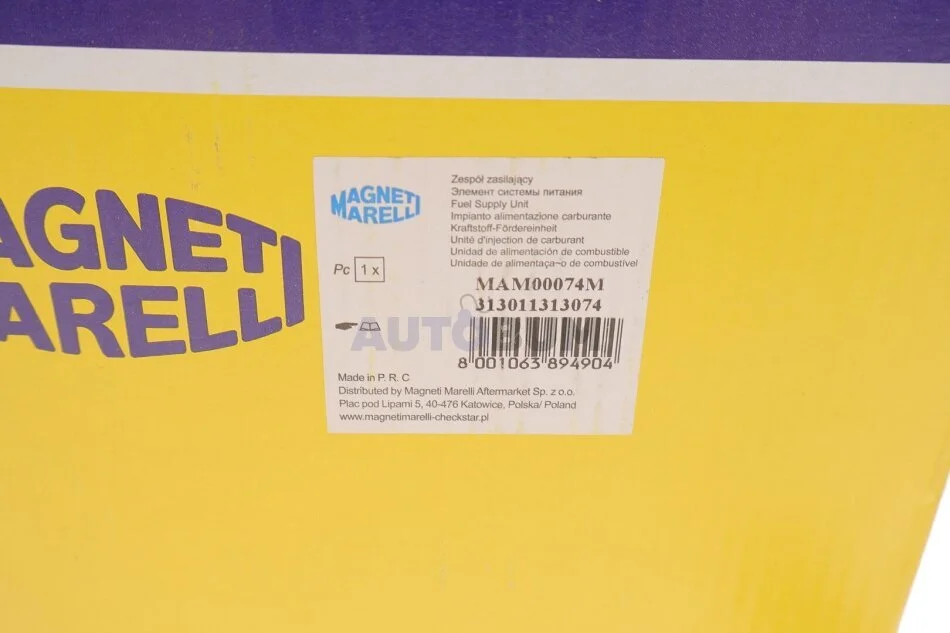 AGNETI
MARELLI
MAGNETI
MARELLI
Zespół zasilający
Элемент системы питания
Fuel Supply Unit
Impianto alimentazione carburante
Kraftstoff-Fördereinheit
Unité d'injection de carburant
Unidad de alimentación de combustible
Unidade de alimentaça~o de combustível
Pc 1 x
MAM00074M
313011313074
8 001063 894904
Made in P. R. C
Distributed by Magneti Marelli Aftermarket Sp. z o.o.
Plac pod Lipami 5, 40-476 Katowice, Polska/ Poland
www.magnetimarelli-checkstar.pl